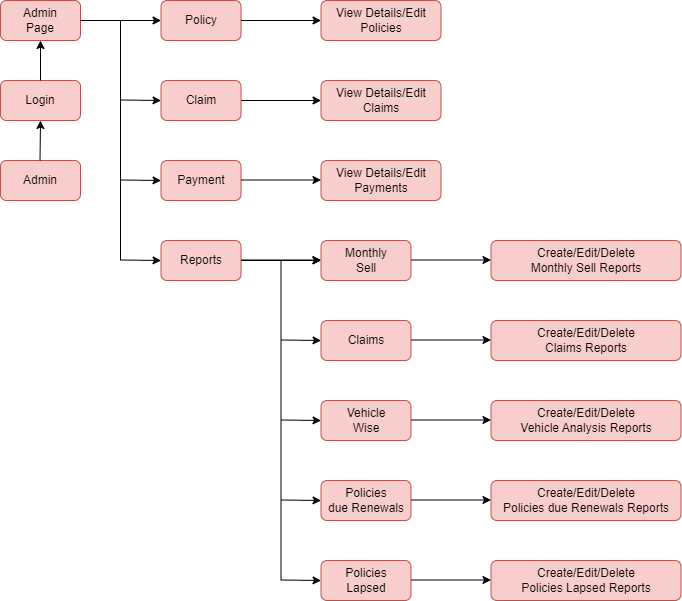 Admin
Page
Policy
View Details/Edit
Policies
Login
Claim
View Details/Edit
Claims
Admin
Payment
View Details/Edit
Payments
Reports
Monthly
Sell
Create/Edit/Delete
Monthly Sell Reports
Claims
Create/Edit/Delete
Claims Reports
Vehicle
Wise
Create/Edit/Delete
Vehicle Analysis Reports
Policies
due Renewals
Create/Edit/Delete
Policies due Renewals Reports
Policies
Lapsed
Create/Edit/Delete
Policies Lapsed Reports